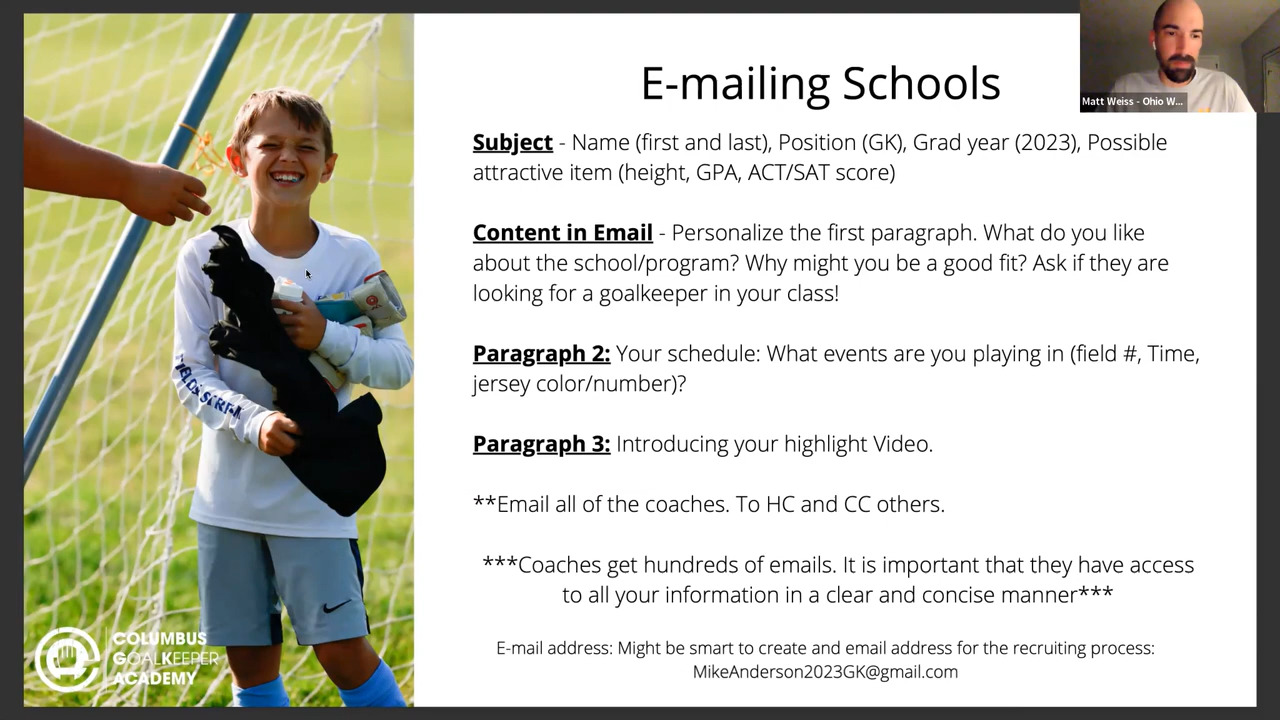 E-mailing Schools
Matt Weiss - Ohio W...
Subject - Name (first and last), Position (GK), Grad year (2023), Possible
attractive item (height, GPA, ACT/SAT score)
Content in Email - Personalize the first paragraph. What do you like
about the school/program? Why might you be a good fit? Ask if they are
looking for a goalkeeper in your class!
Paragraph 2: Your schedule: What events are you playing in (field #, Time,
jersey color/number)?
Paragraph 3: Introducing your highlight Video.
**Email all of the coaches. To HC and CC others.
***Coaches get hundreds of emails. It is important that they have access
to all your information in a clear and concise manner***
E-mail address: Might be smart to create and email address for the recruiting process:
MikeAnderson2023GK@gmail.com
COLUMBUS
GOALKEEPER
ACADEMY